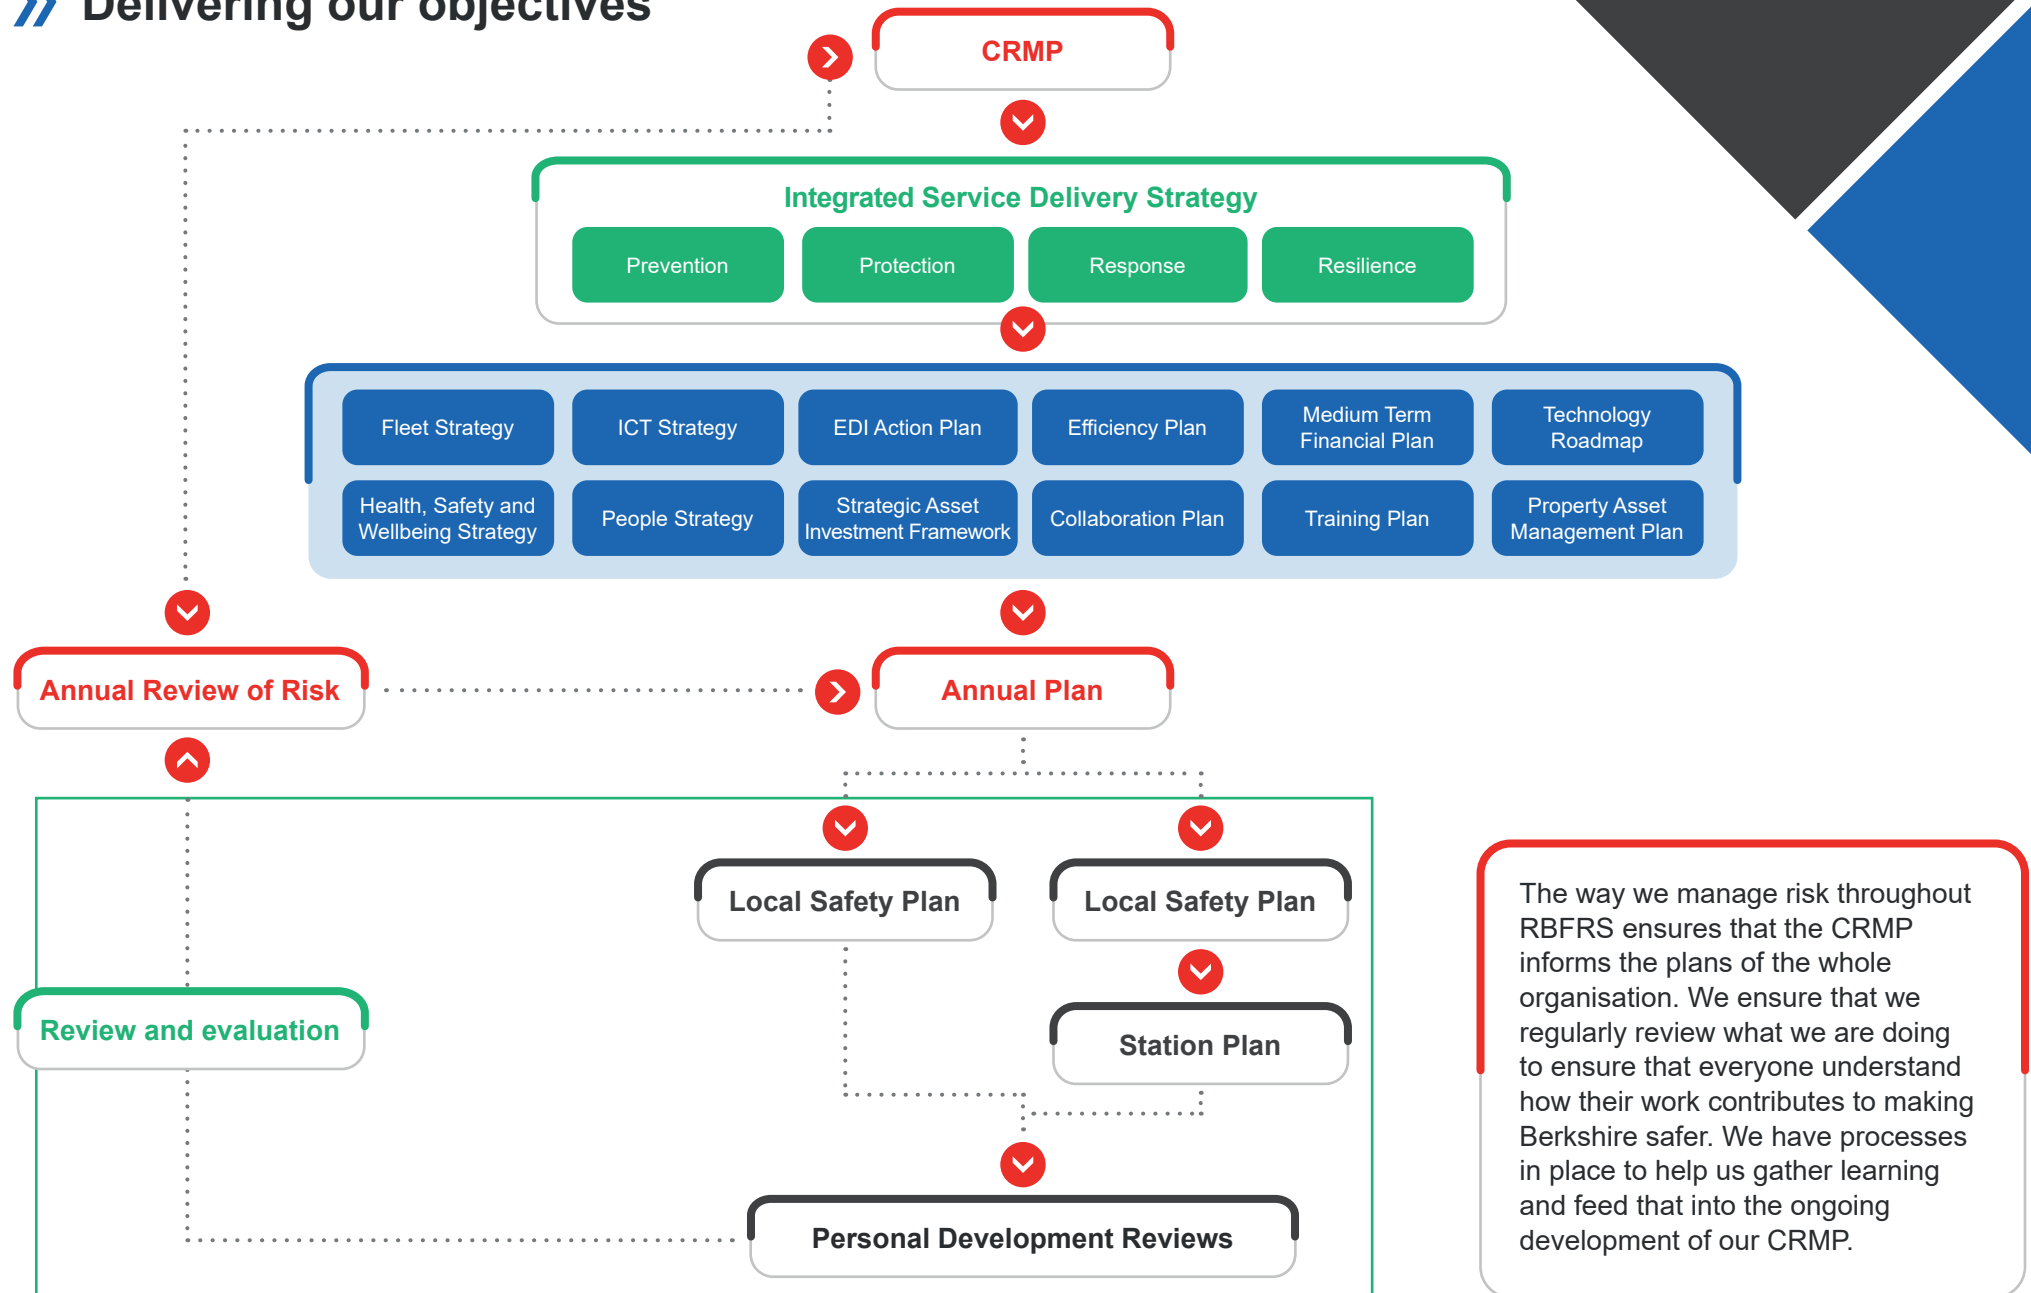 Delivering our objectives
CRMP
Integrated Service Delivery Strategy
Prevention
Protection
Response
Resilience
Fleet Strategy
ICT Strategy
EDI Action Plan
Efficiency Plan
Medium Term
Financial Plan
Technology
Roadmap
Health, Safety and
Wellbeing Strategy
People Strategy
Strategic Asset
Investment Framework
Collaboration Plan
Training Plan
Property Asset
Management Plan
Annual Review of Risk
Annual Plan
Local Safety Plan
Local Safety Plan
Review and evaluation
Station Plan
Personal Development Reviews
The way we manage risk throughout
RBFRS ensures that the CRMP
informs the plans of the whole
organisation. We ensure that we
regularly review what we are doing
to ensure that everyone understand
how their work contributes to making
Berkshire safer. We have processes
in place to help us gather learning
and feed that into the ongoing
development of our CRMP.